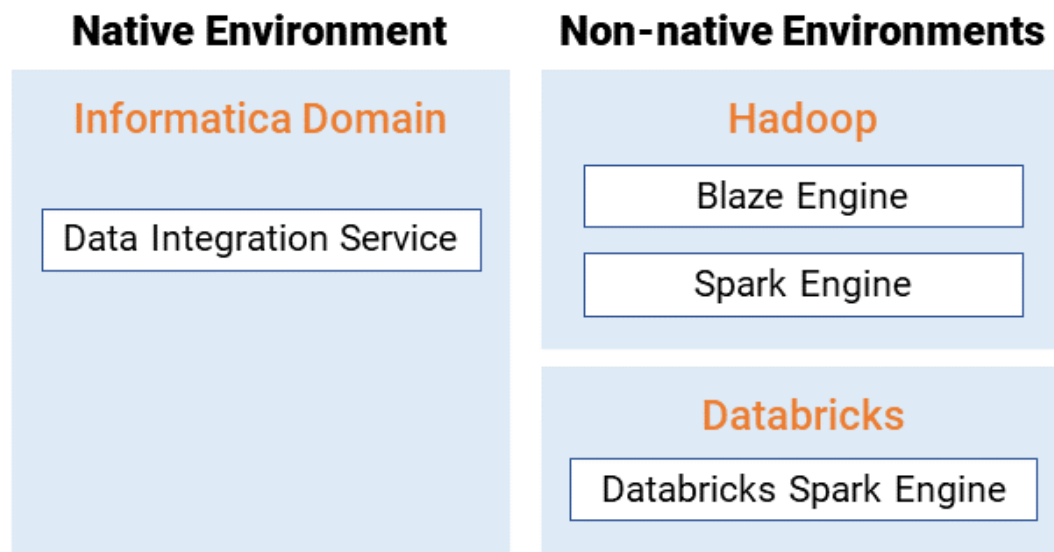 Native Environment
Informatica Domain
Data Integration Service
Non-native Environments
Hadoop
Blaze Engine
Spark Engine
Databricks
Databricks Spark Engine